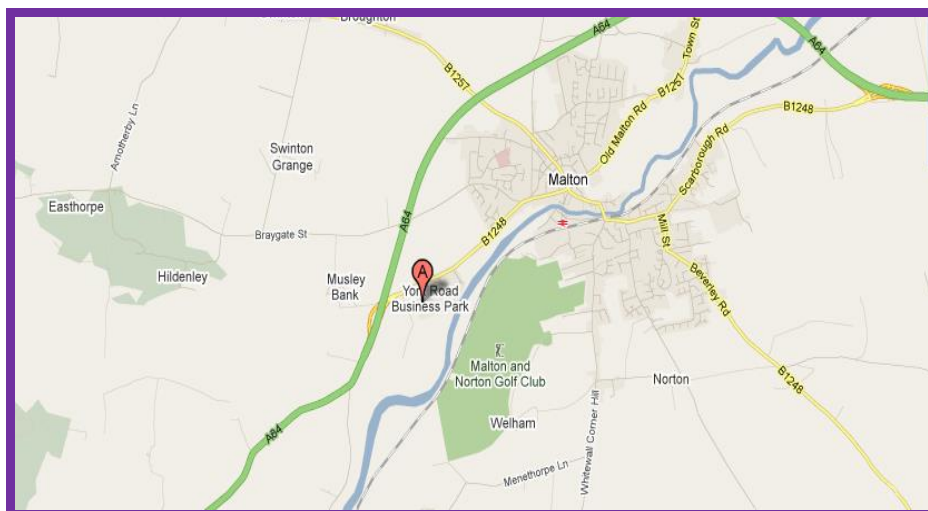 Broughton
A64
Town St
A64
B1257
B1257
B1248
Amotherby Ln
Old Malton Rd
Scarborough Rd
Swinton
Grange
Malton
Easthorpe
A64
Mill St
Braygate St
B1248
Hildenley
Musley
Bank
A
York Road
Business Park
Beverley Rd
Malton and
Norton Golf Club
Norton
B1248
Welham
Whitewall Corner Hill
A64
Menethorpe Ln